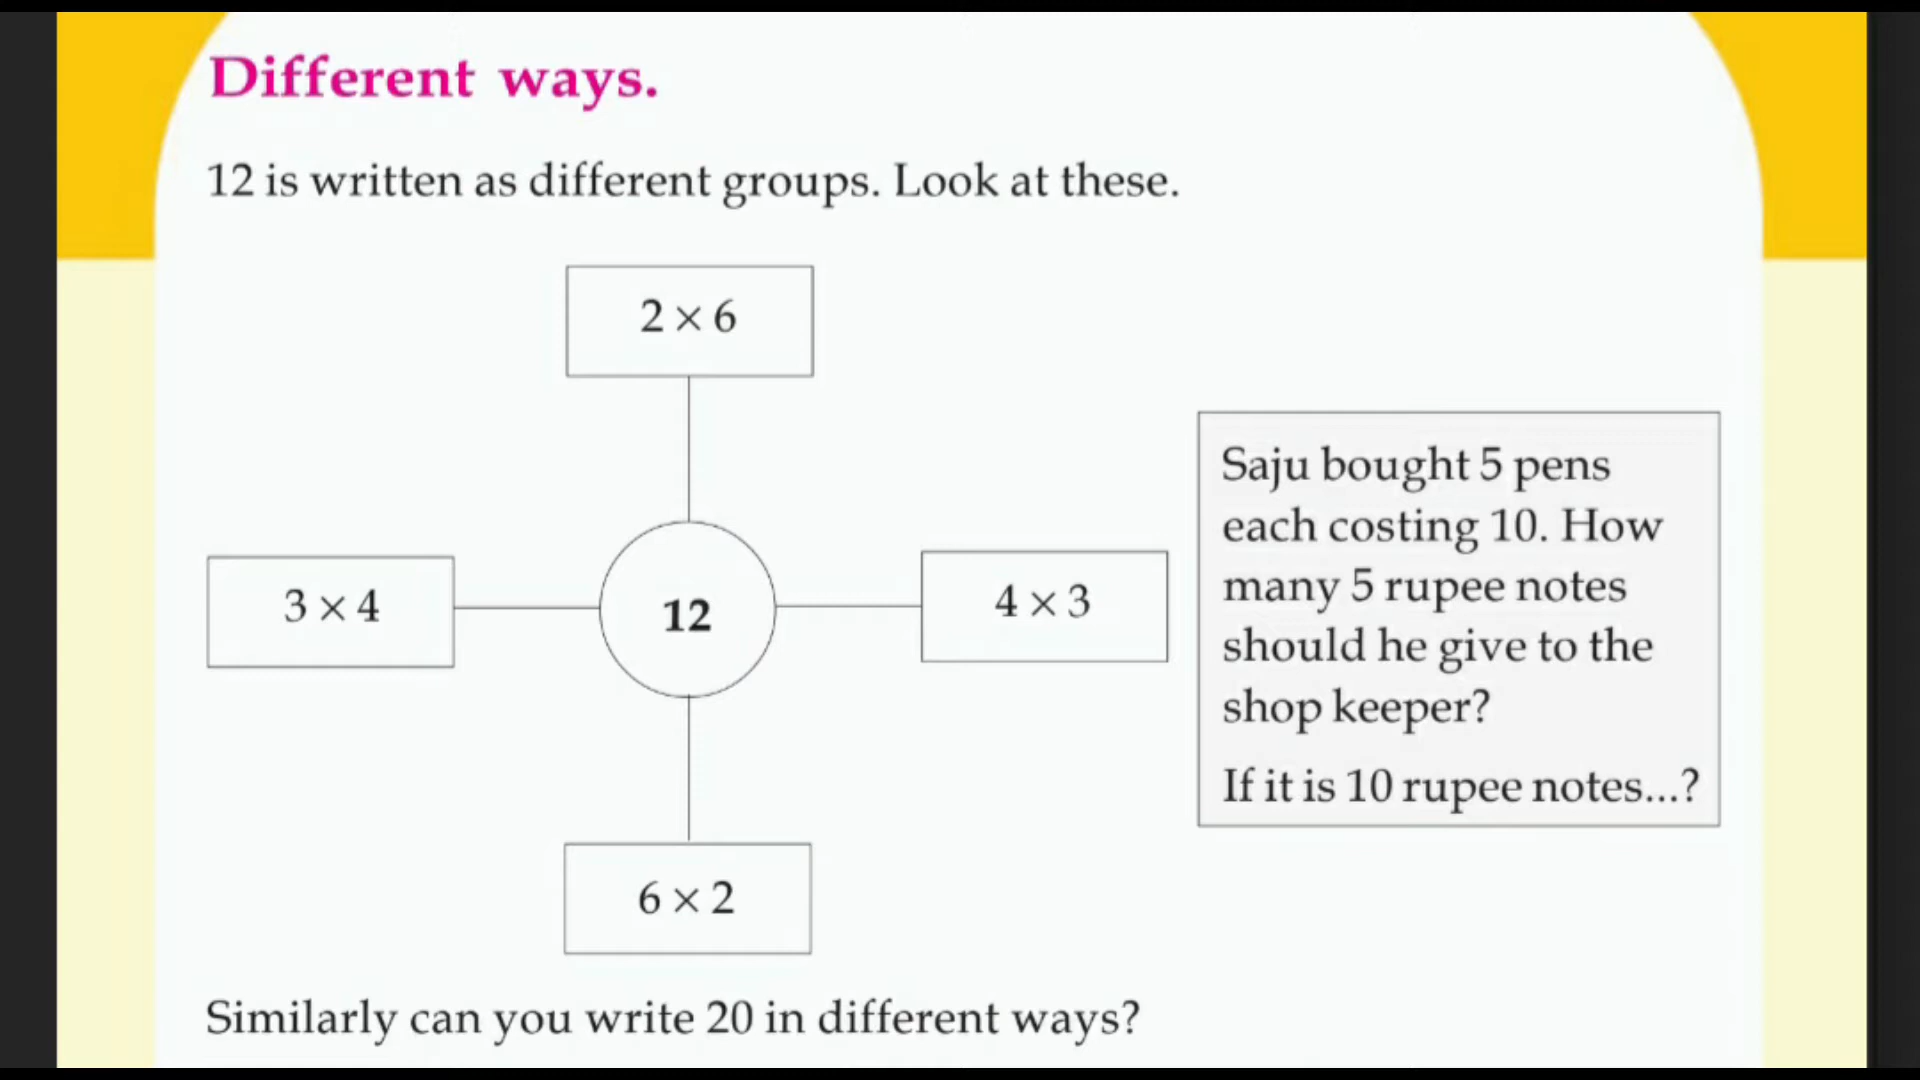 Different ways.
12 is written as different groups. Look at these.
2 × 6
3 × 4
12
4 × 3
6 × 2
Saju bought 5 pens
each costing 10. How
many 5 rupee notes
should he give to the
shop keeper?
If it is 10 rupee notes...?
Similarly can you write 20 in different ways?